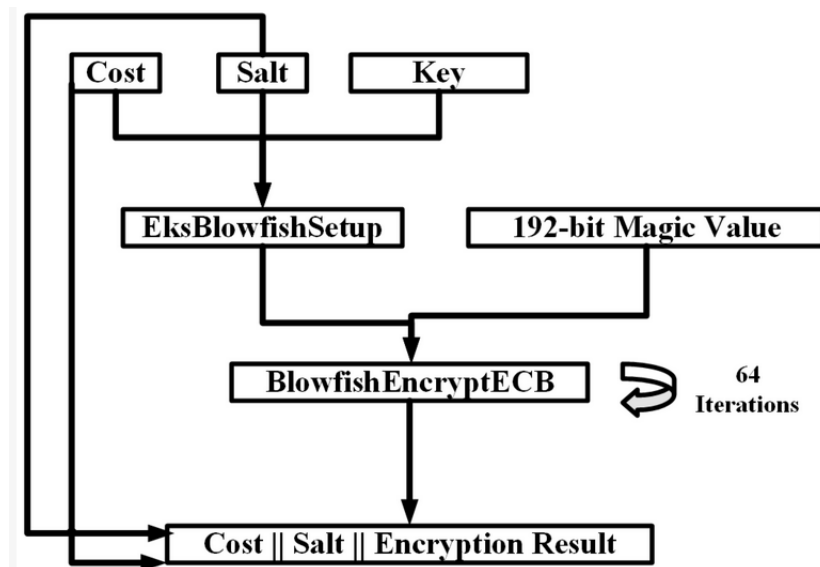 Cost
Salt
Key
EksBlowfishSetup
192-bit Magic Value
BlowfishEncryptECB
64
Iterations
Cost || Salt || Encryption Result